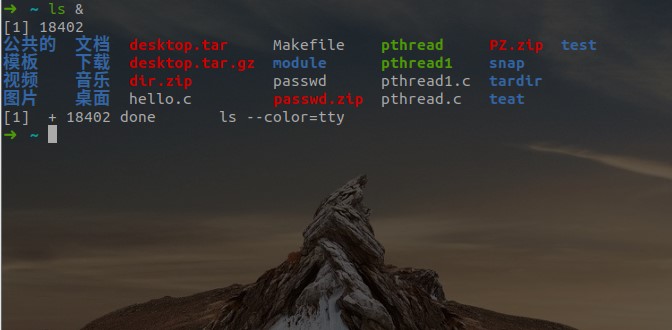 ➜ ~ ls &
[1] 18402
公共的 文档 desktop.tar Makefile pthread PZ.zip test
模板 下载 desktop.tar.gz module pthread1 snap
视频 音乐 dir.zip passwd pthread1.c tardir
图片 桌面 hello.c passwd.zip pthread.c teat
[1] + 18402 done ls --color=tty
➜ ~